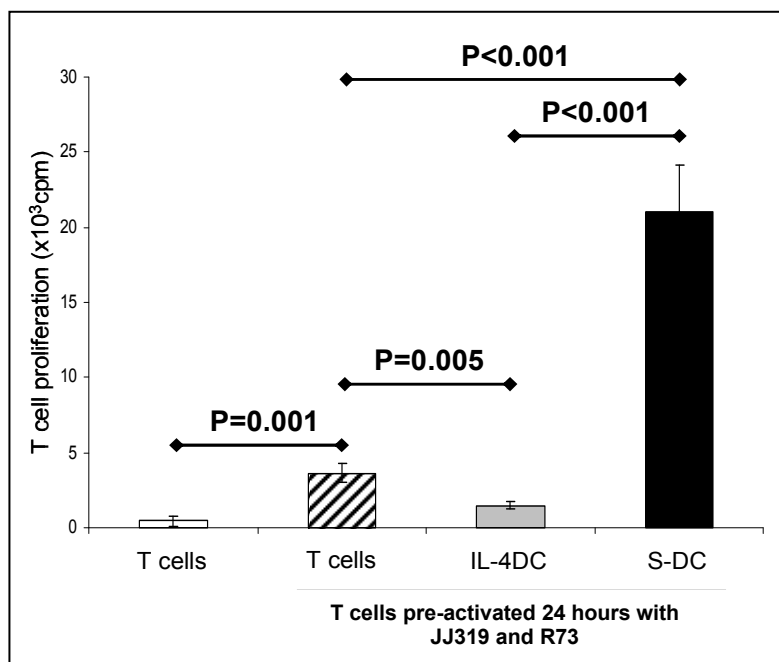 P<0.001
P<0.001
P=0.005
P=0.001
T cell proliferation (x10³cpm)
30
25
20
15
10
5
0
T cells
T cells
IL-4DC
S-DC
T cells pre-activated 24 hours with
JJ319 and R73